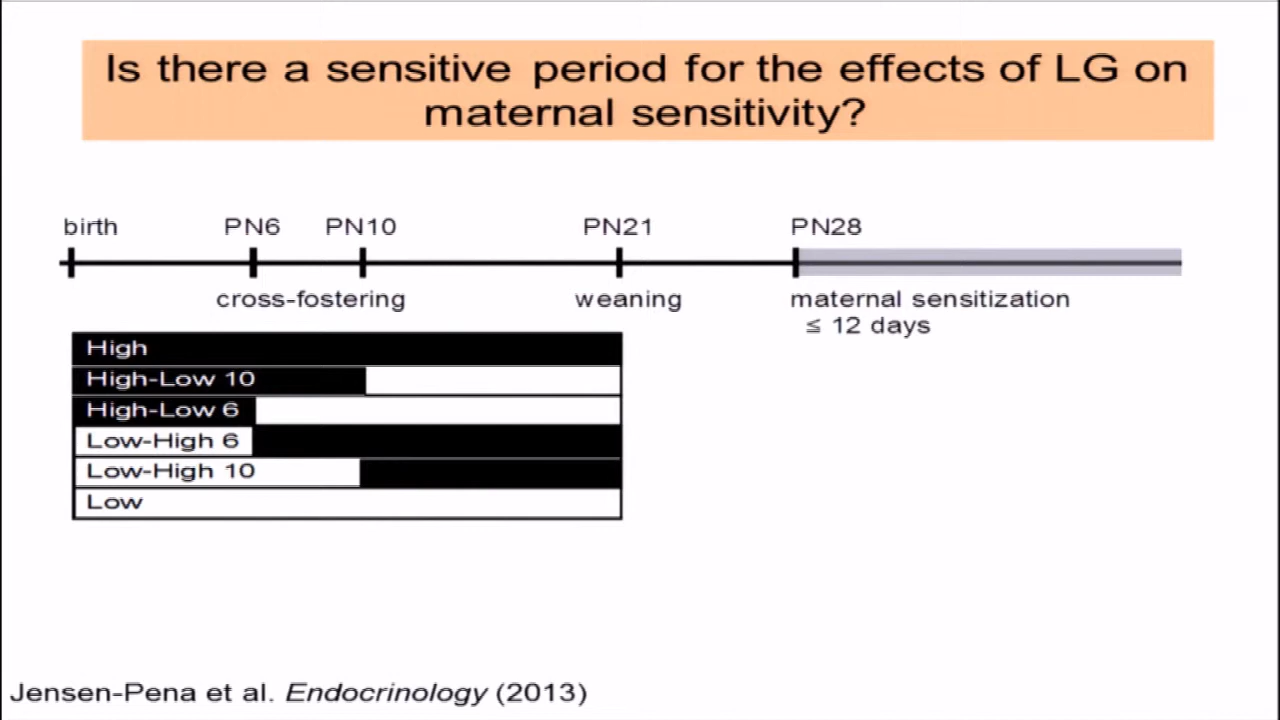 Is there a sensitive period for the effects of LG on
maternal sensitivity?
birth PN6 PN10 PN21 PN28
cross-fostering weaning maternal sensitization
≤ 12 days
High
High-Low 10
High-Low 6
Low-High 6
Low-High 10
Low
Jensen-Pena et al. Endocrinology (2013)